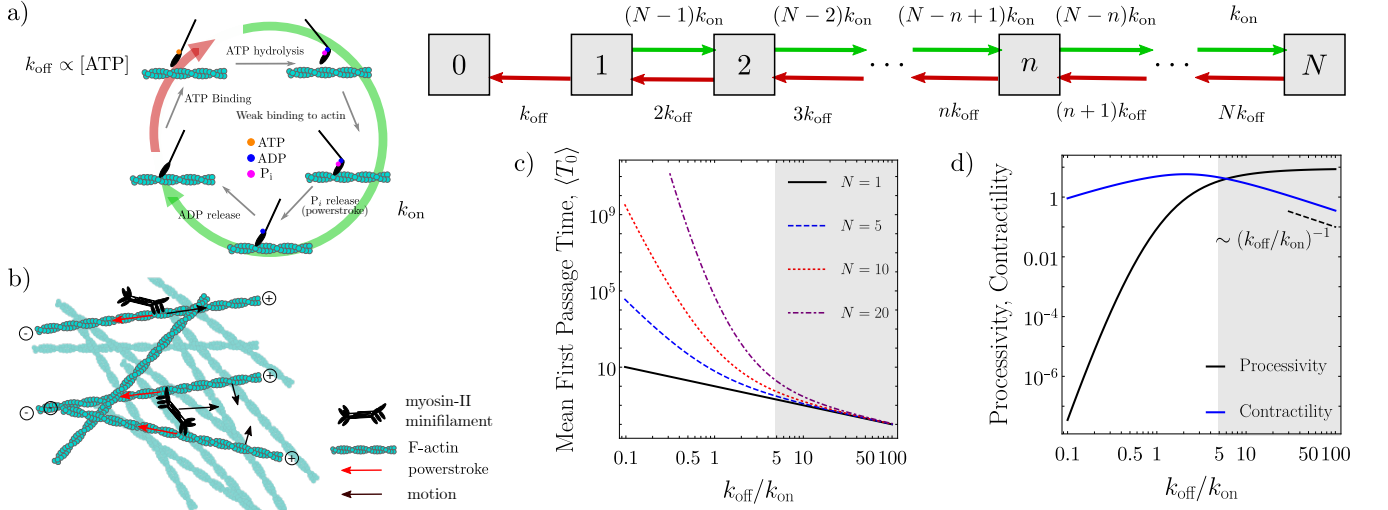 a)
k_off ∝ [ATP]
ATP hydrolysis
ATP Binding
Weak binding to actin
ATP
ADP
P_i
P_i release
(powerstroke)
ADP release
k_on
(N − 1)k_on
(N − 2)k_on
(N − n + 1)k_on
(N − n)k_on
k_on
0
1
2
· · ·
n
· · ·
N
k_off
2k_off
3k_off
nk_off
(n + 1)k_off
Nk_off
b)
+
-
+
-
-
+
myosin-II
minifilament
F-actin
powerstroke
motion
c)
Mean First Passage Time, ⟨T_0⟩
10^9
10^5
10
N = 1
N = 5
N = 10
N = 20
0.1
0.5
1
5
10
50
100
k_off/k_on
d)
Processivity, Contractility
1
0.01
10^−4
10^−6
∼ (k_off/k_on)^−1
Processivity
Contractility
0.1
0.5
1
5
10
50
100
k_off/k_on